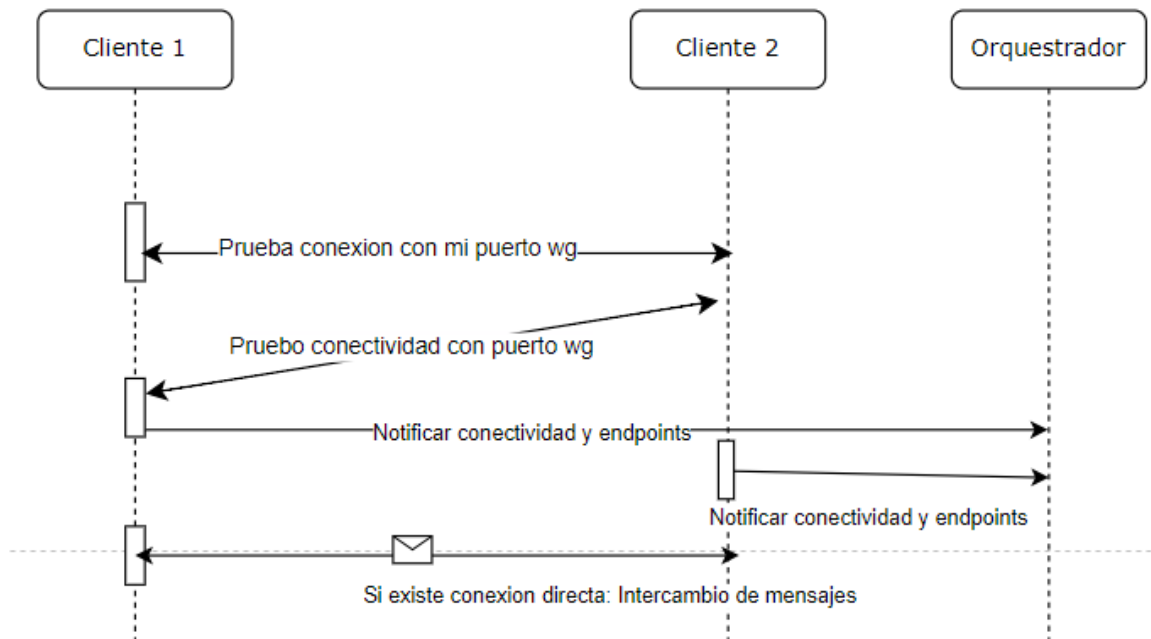 Cliente 1
Cliente 2
Orquestrador
Prueba conexion con mi puerto wg
Pruebo conectividad con puerto wg
Notificar conectividad y endpoints
Notificar conectividad y endpoints
Si existe conexion directa: Intercambio de mensajes